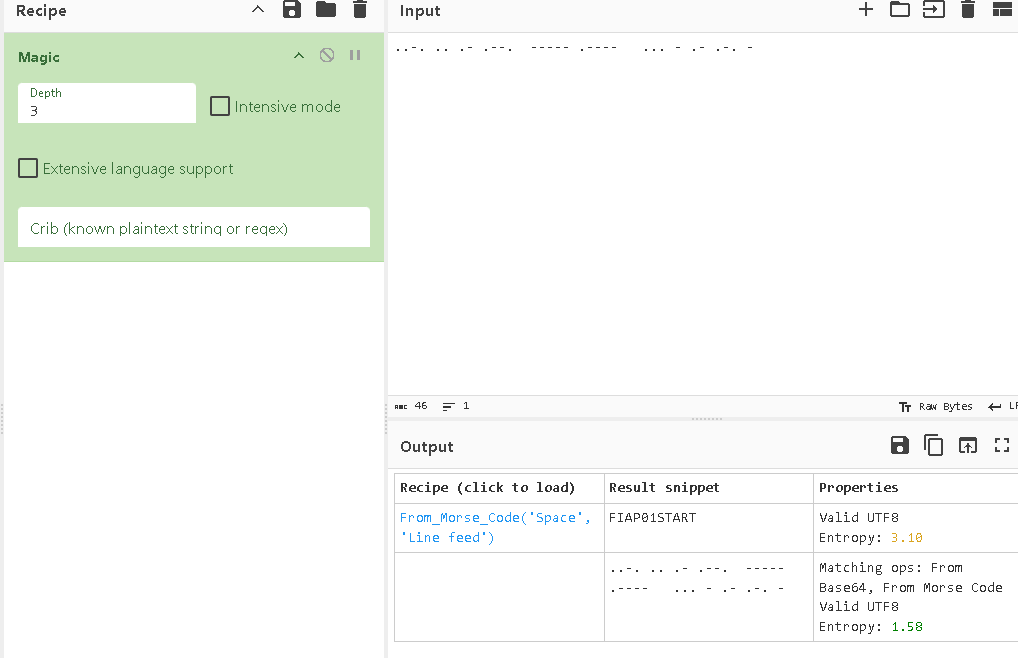 Recipe
Magic
Depth
3
Intensive mode
Extensive language support
Crib (known plaintext string or regex)
Input
..-. .. .- .--.  ----- .----   ... - .- .-. -
46 1
Raw Bytes LF
Output
Recipe (click to load) Result snippet Properties
From_Morse_Code('Space', FIAP01START Valid UTF8
'Line feed') Entropy: 3.10
..-. .. .- .--.  ----- Matching ops: From
.----   ... - .- .-. - Base64, From Morse Code
Valid UTF8
Entropy: 1.58